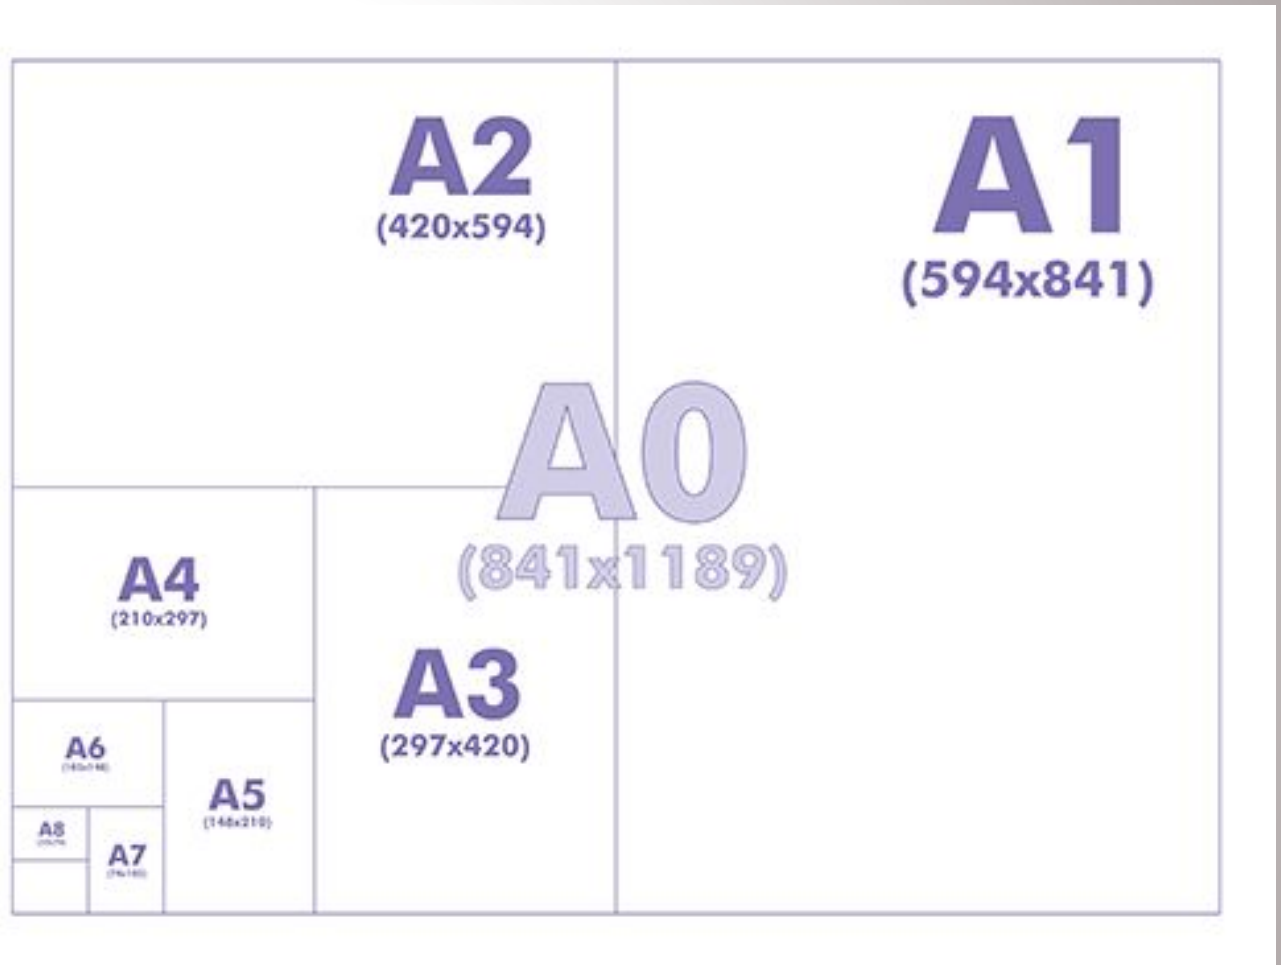 A2
(420x594)
A1
(594x841)
A0
(841x1189)
A4
(210x297)
A3
(297x420)
A6
A5
(148x210)
A8
A7